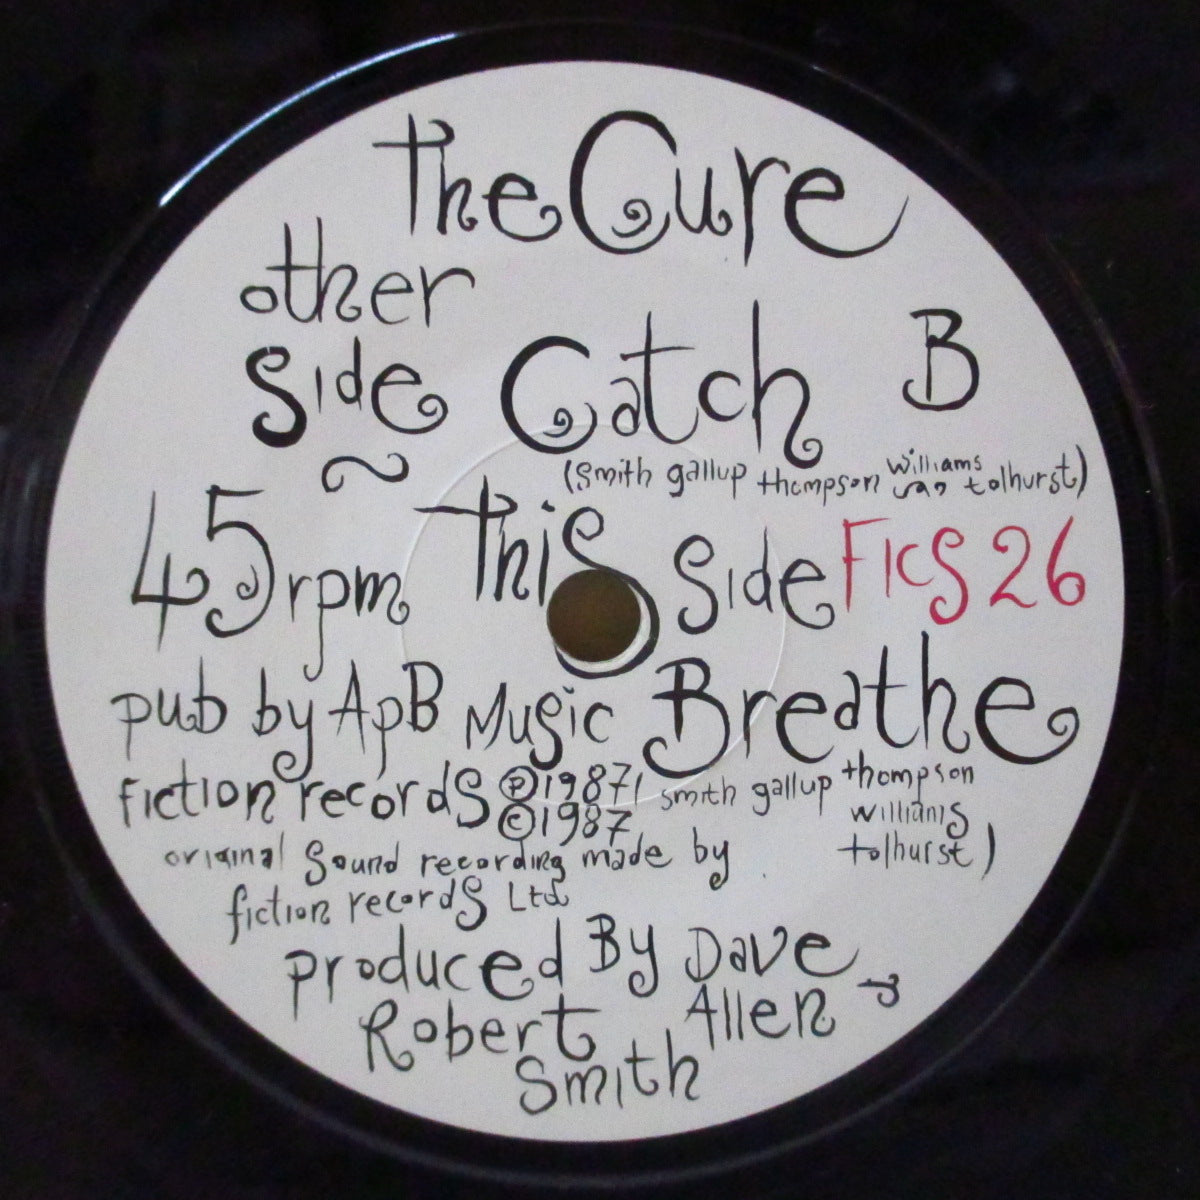 the Cure
other
side Catch B
(smith gallup thompson williams tolhurst)
45 rpm this side FICS 26
pub by ApB Music Breathe
fiction records Ⓟ1987 (smith gallup thompson
©1987 williams
original sound recording made by tolhurst)
fiction records Ltd
produced By Dave
Robert Allen
Smith